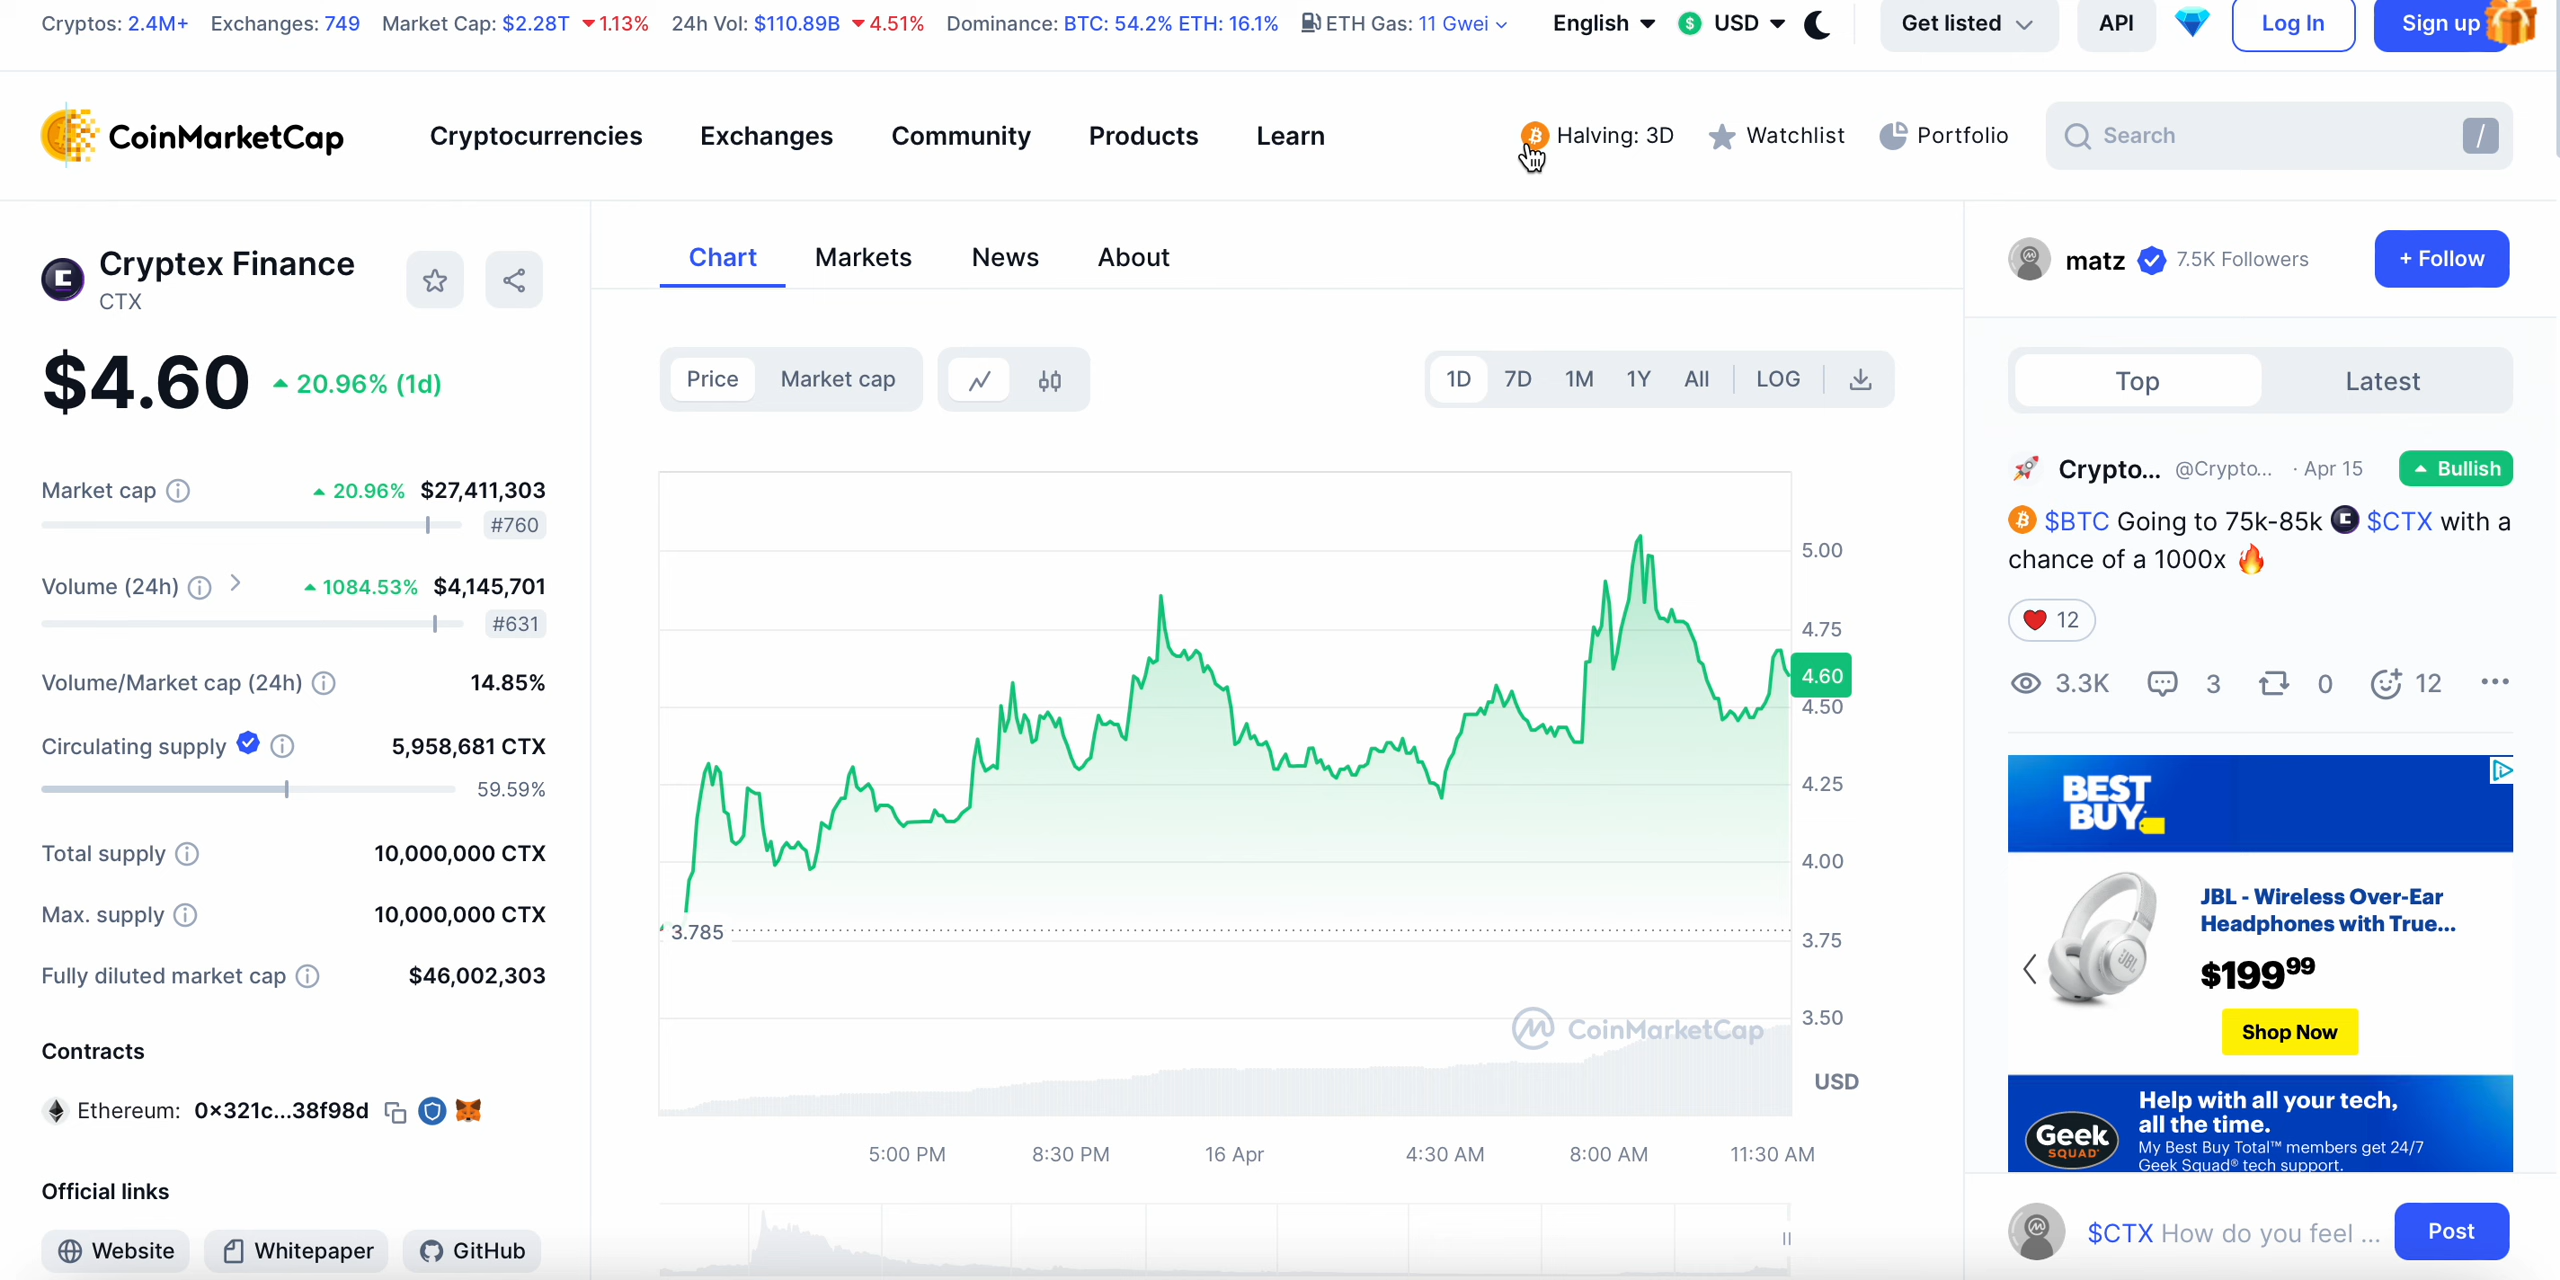 Cryptos: 2.4M+ Exchanges: 749 Market Cap: $2.28T 1.13% 24h Vol: $110.89B 4.51% Dominance: BTC: 54.2% ETH: 16.1% ETH Gas: 11 Gwei English $ USD Get listed API Log In Sign up
CoinMarketCap Cryptocurrencies Exchanges Community Products Learn Halving: 3D Watchlist Portfolio Search /
Cryptex Finance
CTX
$4.60 20.96% (1d)
Market cap 20.96% $27,411,303
#760
Volume (24h) 1084.53% $4,145,701
#631
Volume/Market cap (24h) 14.85%
Circulating supply 5,958,681 CTX
59.59%
Total supply 10,000,000 CTX
Max. supply 10,000,000 CTX
Fully diluted market cap $46,002,303
Contracts
Ethereum: 0x321c...38f98d
Official links
Website Whitepaper GitHub
Chart Markets News About
Price Market cap 1D 7D 1M 1Y All LOG
5.00
4.75
4.60
4.50
4.25
4.00
3.785
3.75
3.50
CoinMarketCap
USD
5:00 PM 8:30 PM 16 Apr 4:30 AM 8:00 AM 11:30 AM
matz 7.5K Followers + Follow
Top Latest
Crypto... @Crypto... · Apr 15 Bullish
$BTC Going to 75k-85k $CTX with a
chance of a 1000x 🔥
❤️ 12
3.3K 3 0 12 ...
BEST
BUY
JBL - Wireless Over-Ear
Headphones with True...
JBL
$199⁹⁹
Shop Now
Geek
SQUAD
Help with all your tech,
all the time.
My Best Buy Total™ members get 24/7
Geek Squad® tech support.
$CTX How do you feel ... Post